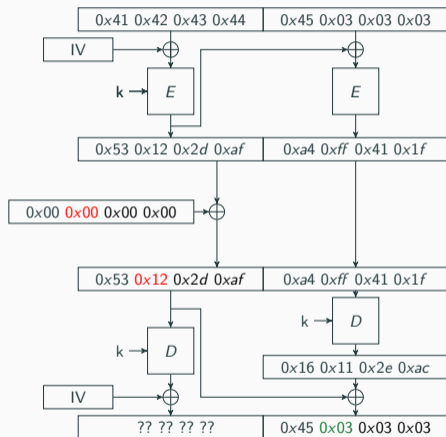 0x41 0x42 0x43 0x44 0x45 0x03 0x03 0x03
IV
k E E
0x53 0x12 0x2d 0xaf 0xa4 0xff 0x41 0x1f
0x00 0x00 0x00 0x00
0x53 0x12 0x2d 0xaf 0xa4 0xff 0x41 0x1f
k D
k D
0x16 0x11 0x2e 0xac
IV
?? ?? ?? ?? 0x45 0x03 0x03 0x03